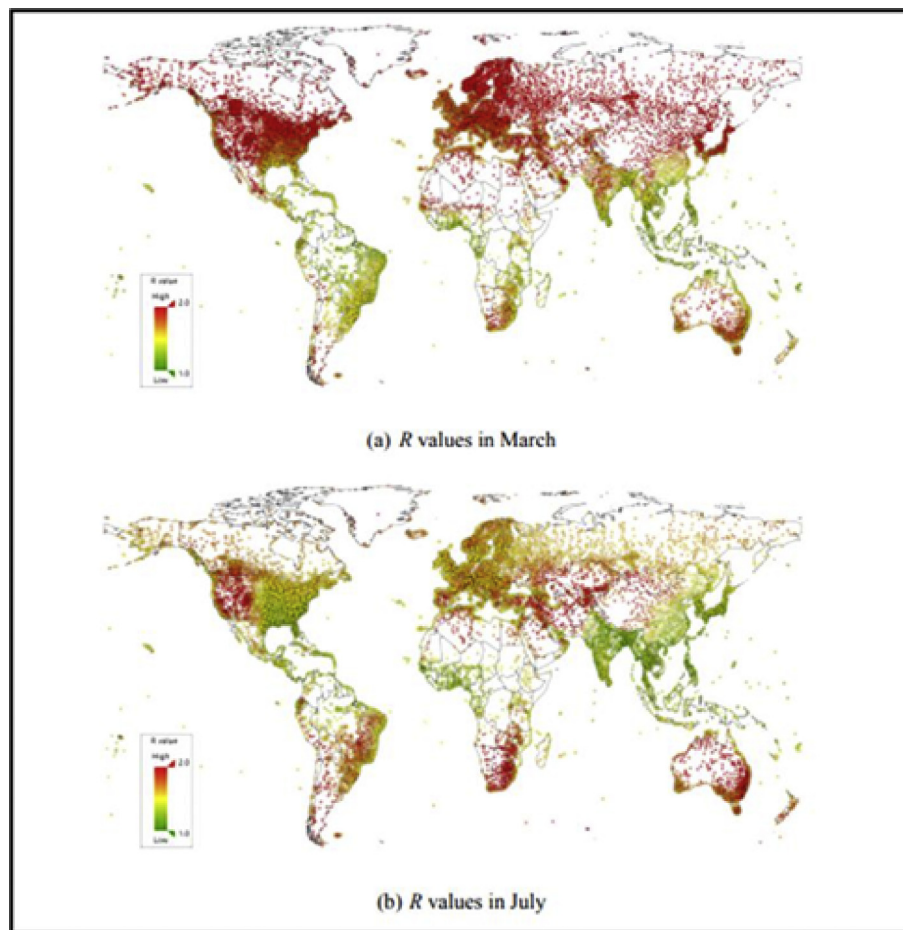 R value
High
2.0
1.0
Low
(a) R values in March
R value
High
2.0
1.0
Low
(b) R values in July